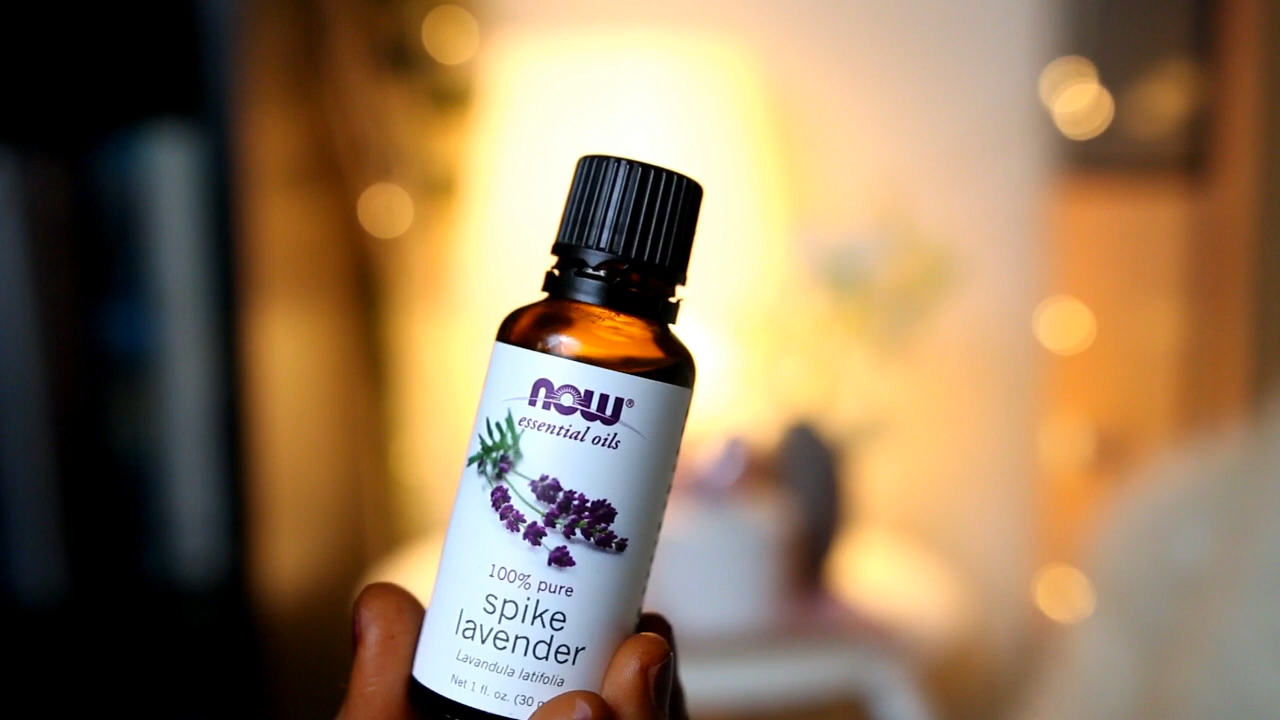 NOW®
essential oils
100% pure
spike
lavender
Lavandula latifolia
Net 1 fl. oz. (30